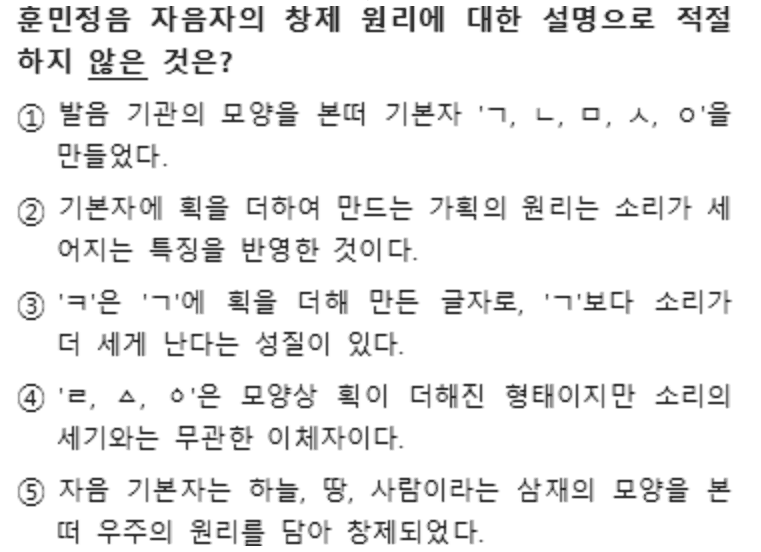 훈민정음 자음자의 창제 원리에 대한 설명으로 적절
하지 않은 것은?
① 발음 기관의 모양을 본떠 기본자 'ㄱ, ㄴ, ㅁ, ㅅ, ㅇ'을
만들었다.
② 기본자에 획을 더하여 만드는 가획의 원리는 소리가 세
어지는 특징을 반영한 것이다.
③ 'ㅋ'은 'ㄱ'에 획을 더해 만든 글자로, 'ㄱ'보다 소리가
더 세게 난다는 성질이 있다.
④ 'ㄹ, ㅿ, ㆁ'은 모양상 획이 더해진 형태이지만 소리의
세기와는 무관한 이체자이다.
⑤ 자음 기본자는 하늘, 땅, 사람이라는 삼재의 모양을 본
떠 우주의 원리를 담아 창제되었다.